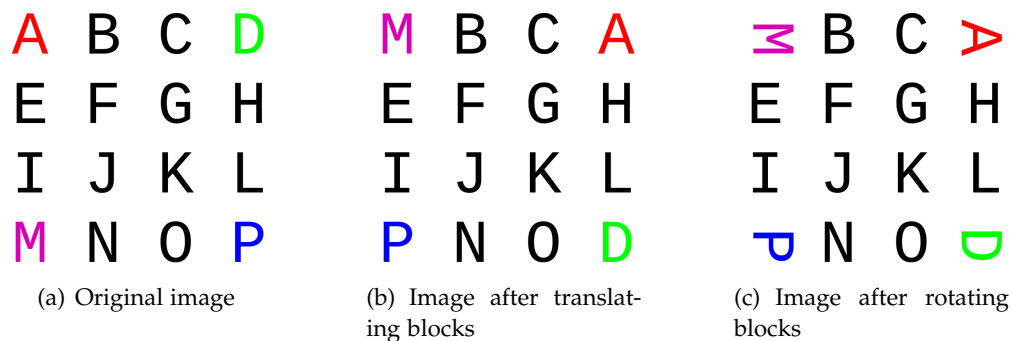 A B C D
E F G H
I J K L
M N O P
(a) Original image
M B C A
E F G H
I J K L
P N O D
(b) Image after translat-
ing blocks
M B C A
E F G H
I J K L
P N O D
(c) Image after rotating
blocks